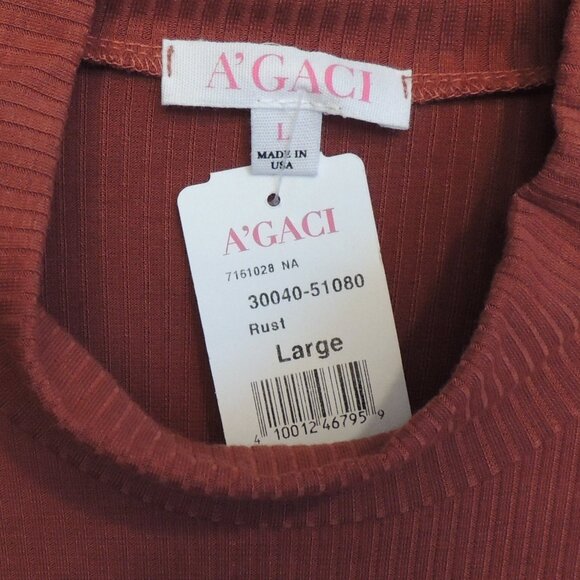 A'GACI
L
MADE IN
USA
A'GACI
7161028 NA
30040-51080
Rust
Large
4 10012 46795 9